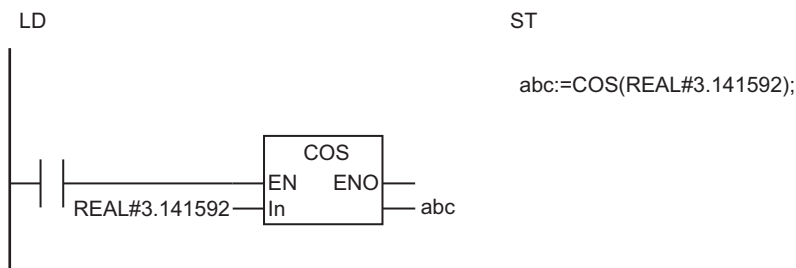 LD
ST
abc:=COS(REAL#3.141592);
COS
EN ENO
REAL#3.141592 In abc